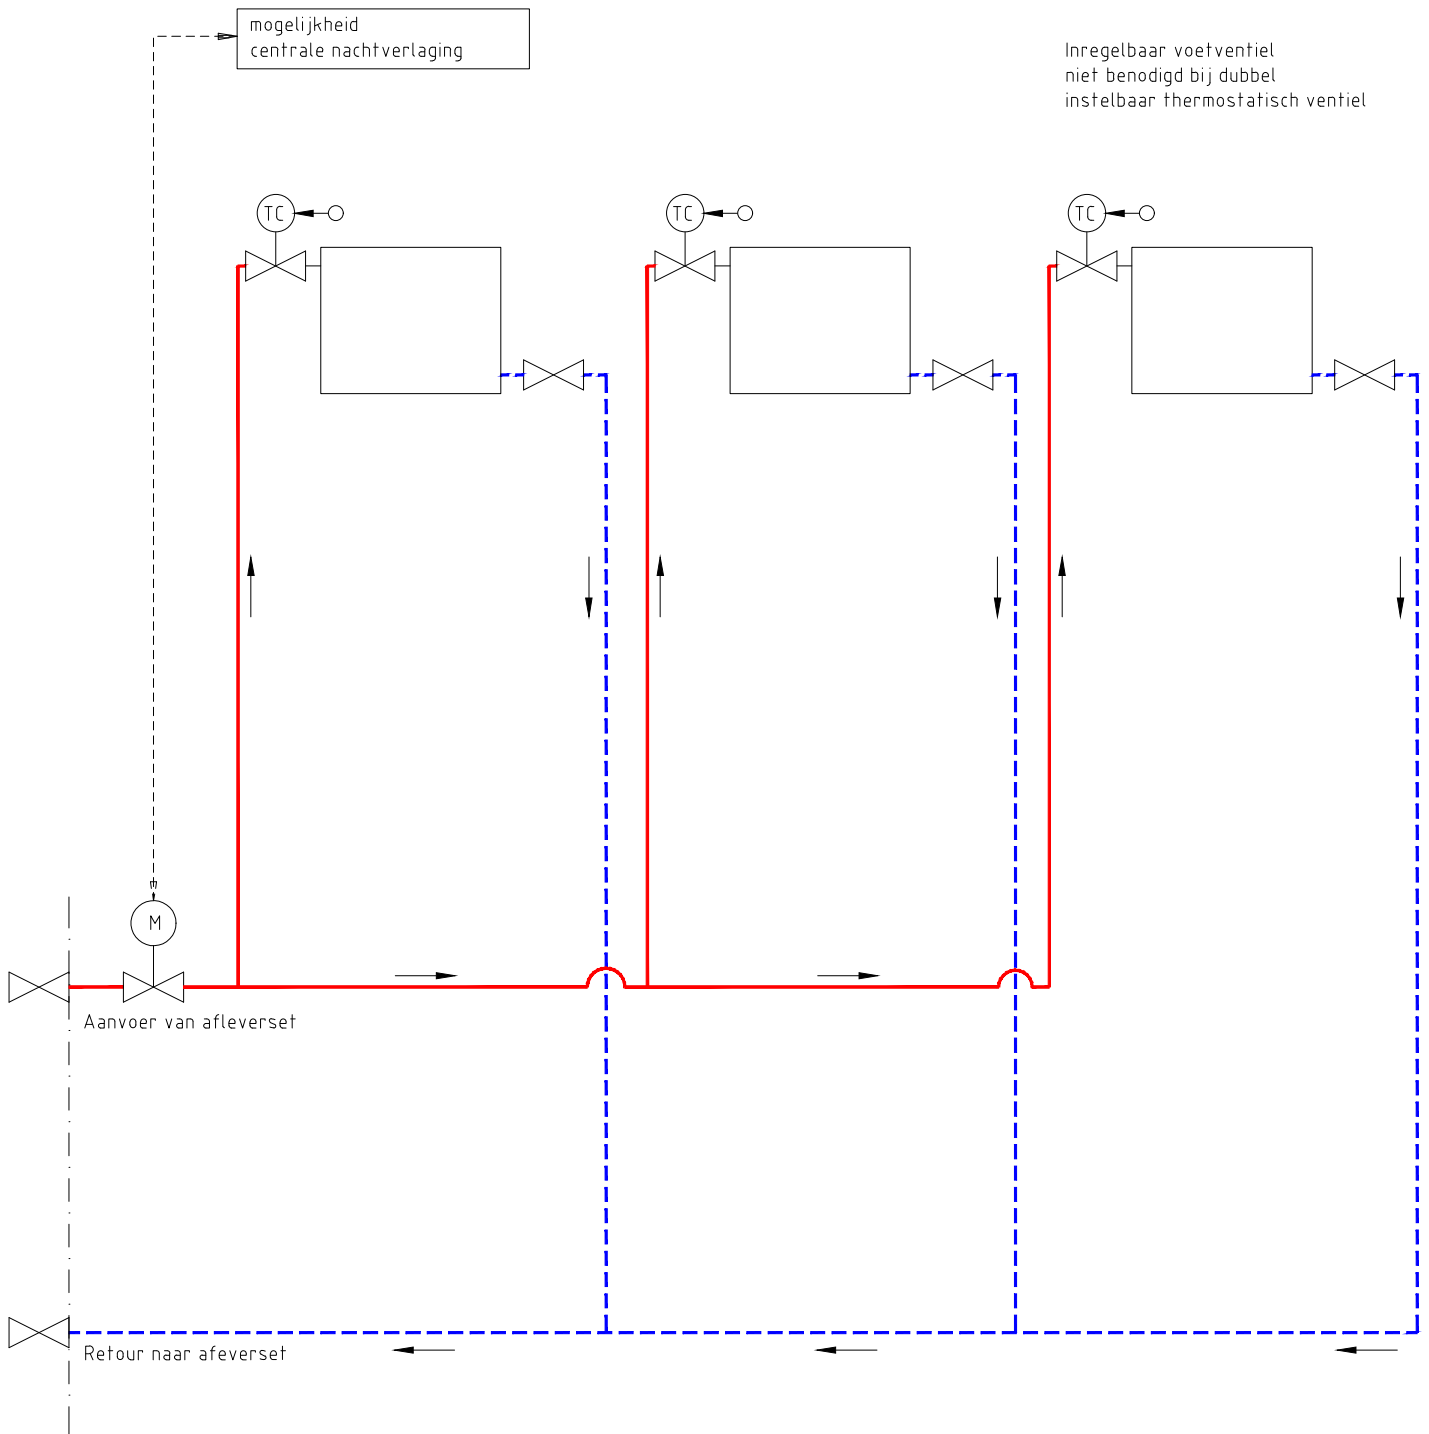 mogelijkheid
centrale nachtverlaging
Inregelbaar voetventiel
niet benodigd bij dubbel
instelbaar thermostatisch ventiel
TC
TC
TC
M
Aanvoer van afleverset
Retour naar afeverset